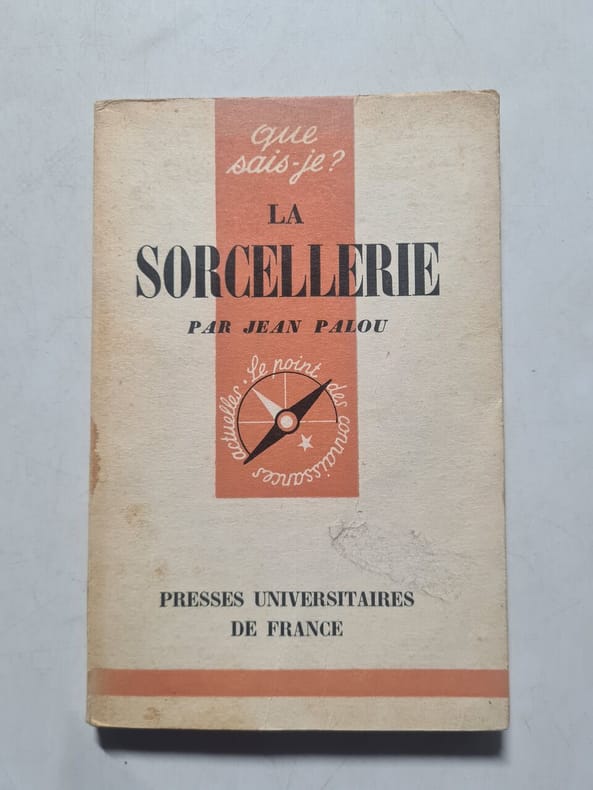 que
sais-je?
LA
SORCELLERIE
PAR JEAN PALOU
Le point des connaissances actuelles.
PRESSES UNIVERSITAIRES
DE FRANCE